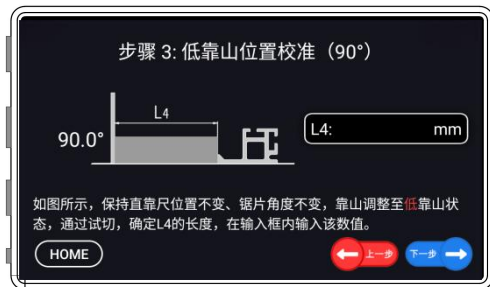 步骤 3: 低靠山位置校准（90°）
L4
90.0°
L4: mm
如图所示，保持直靠尺位置不变、锯片角度不变，靠山调整至低靠山状
态，通过试切，确定L4的长度，在输入框内输入该数值。
HOME
上一步
下一步